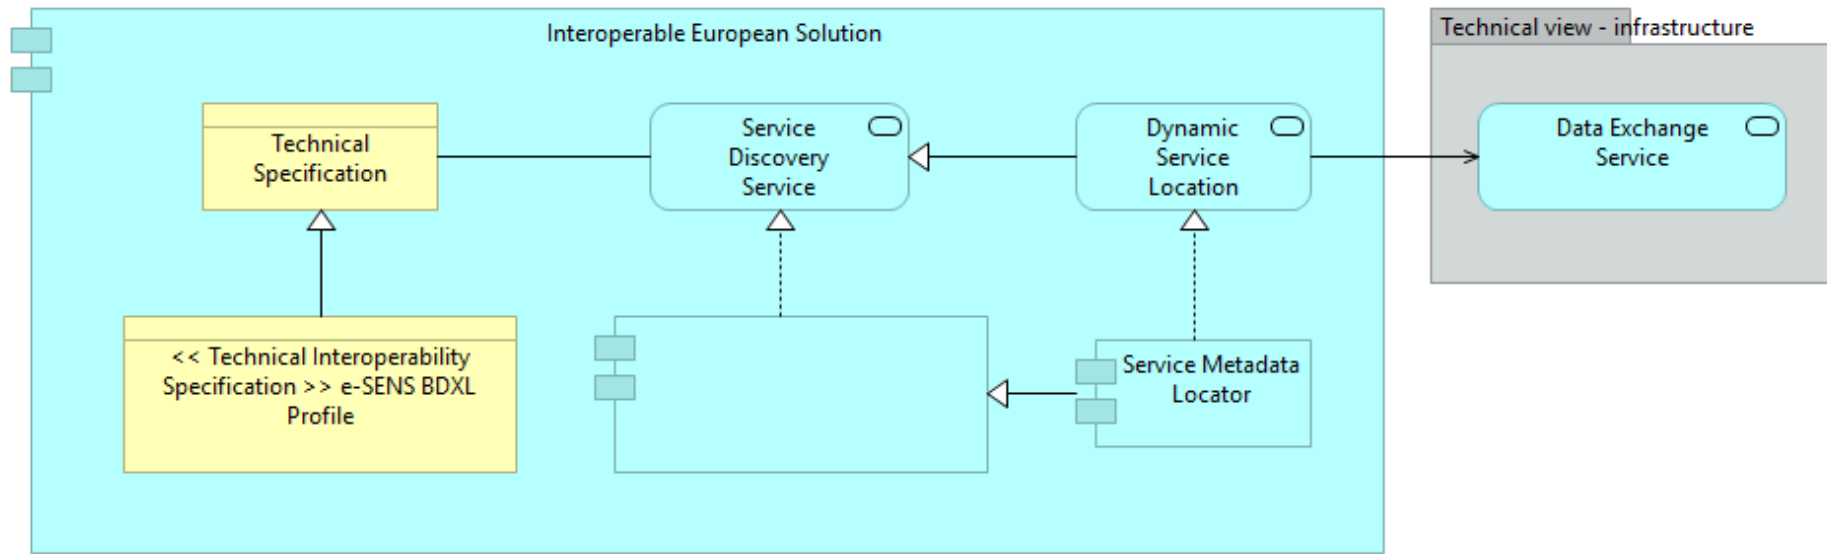 Interoperable European Solution
Technical view - infrastructure
Technical
Specification
Service
Discovery
Service
Dynamic
Service
Location
Data Exchange
Service
<< Technical Interoperability
Specification >> e-SENS BDXL
Profile
Service Metadata
Locator